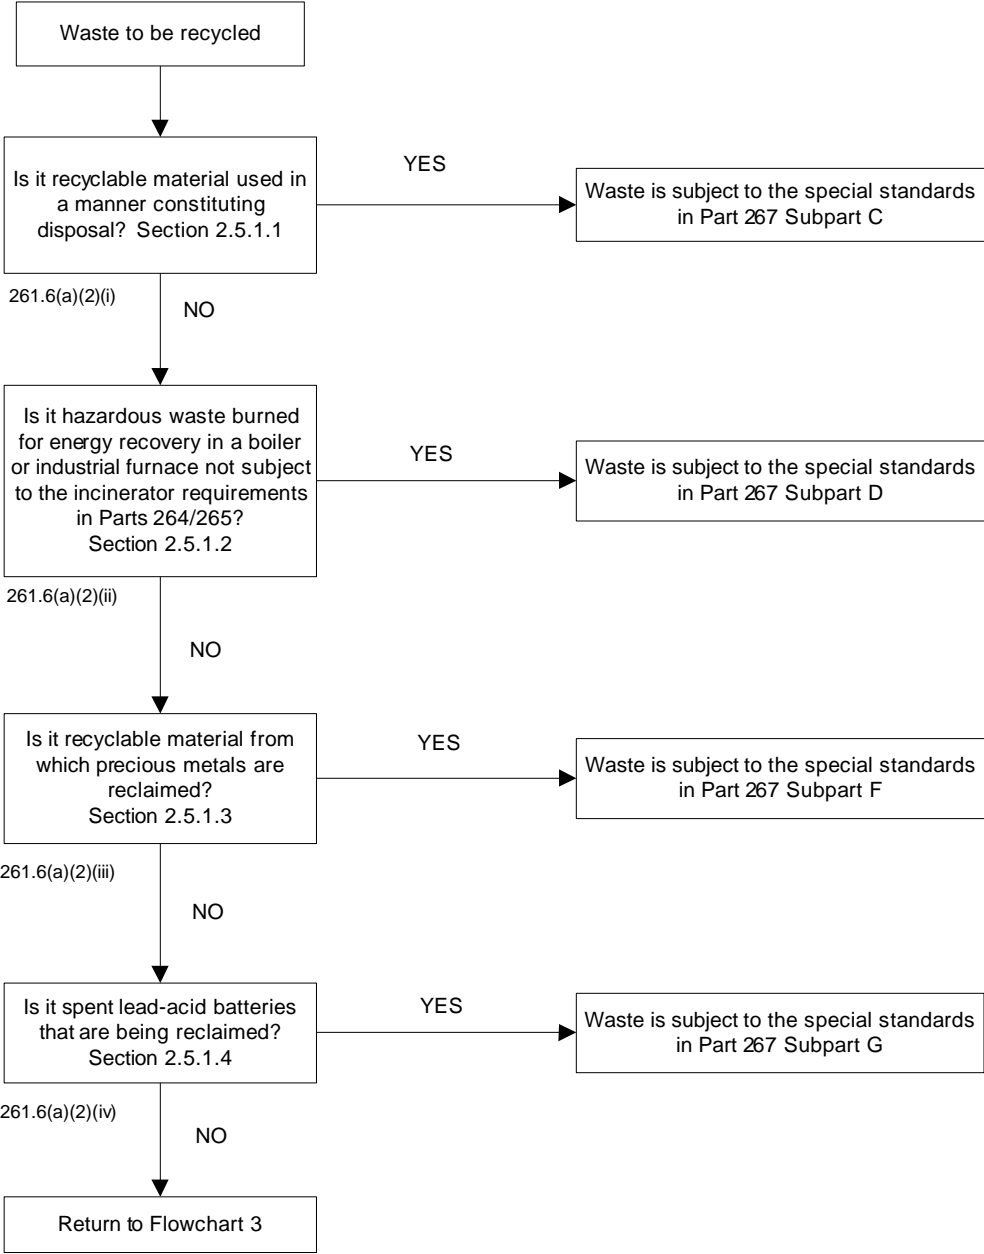 Waste to be recycled
Is it recyclable material used in
a manner constituting
disposal? Section 2.5.1.1
YES
Waste is subject to the special standards
in Part 267 Subpart C
261.6(a)(2)(i)
NO
Is it hazardous waste burned
for energy recovery in a boiler
or industrial furnace not subject
to the incinerator requirements
in Parts 264/265?
Section 2.5.1.2
YES
Waste is subject to the special standards
in Part 267 Subpart D
261.6(a)(2)(ii)
NO
Is it recyclable material from
which precious metals are
reclaimed?
Section 2.5.1.3
YES
Waste is subject to the special standards
in Part 267 Subpart F
261.6(a)(2)(iii)
NO
Is it spent lead-acid batteries
that are being reclaimed?
Section 2.5.1.4
YES
Waste is subject to the special standards
in Part 267 Subpart G
261.6(a)(2)(iv)
NO
Return to Flowchart 3